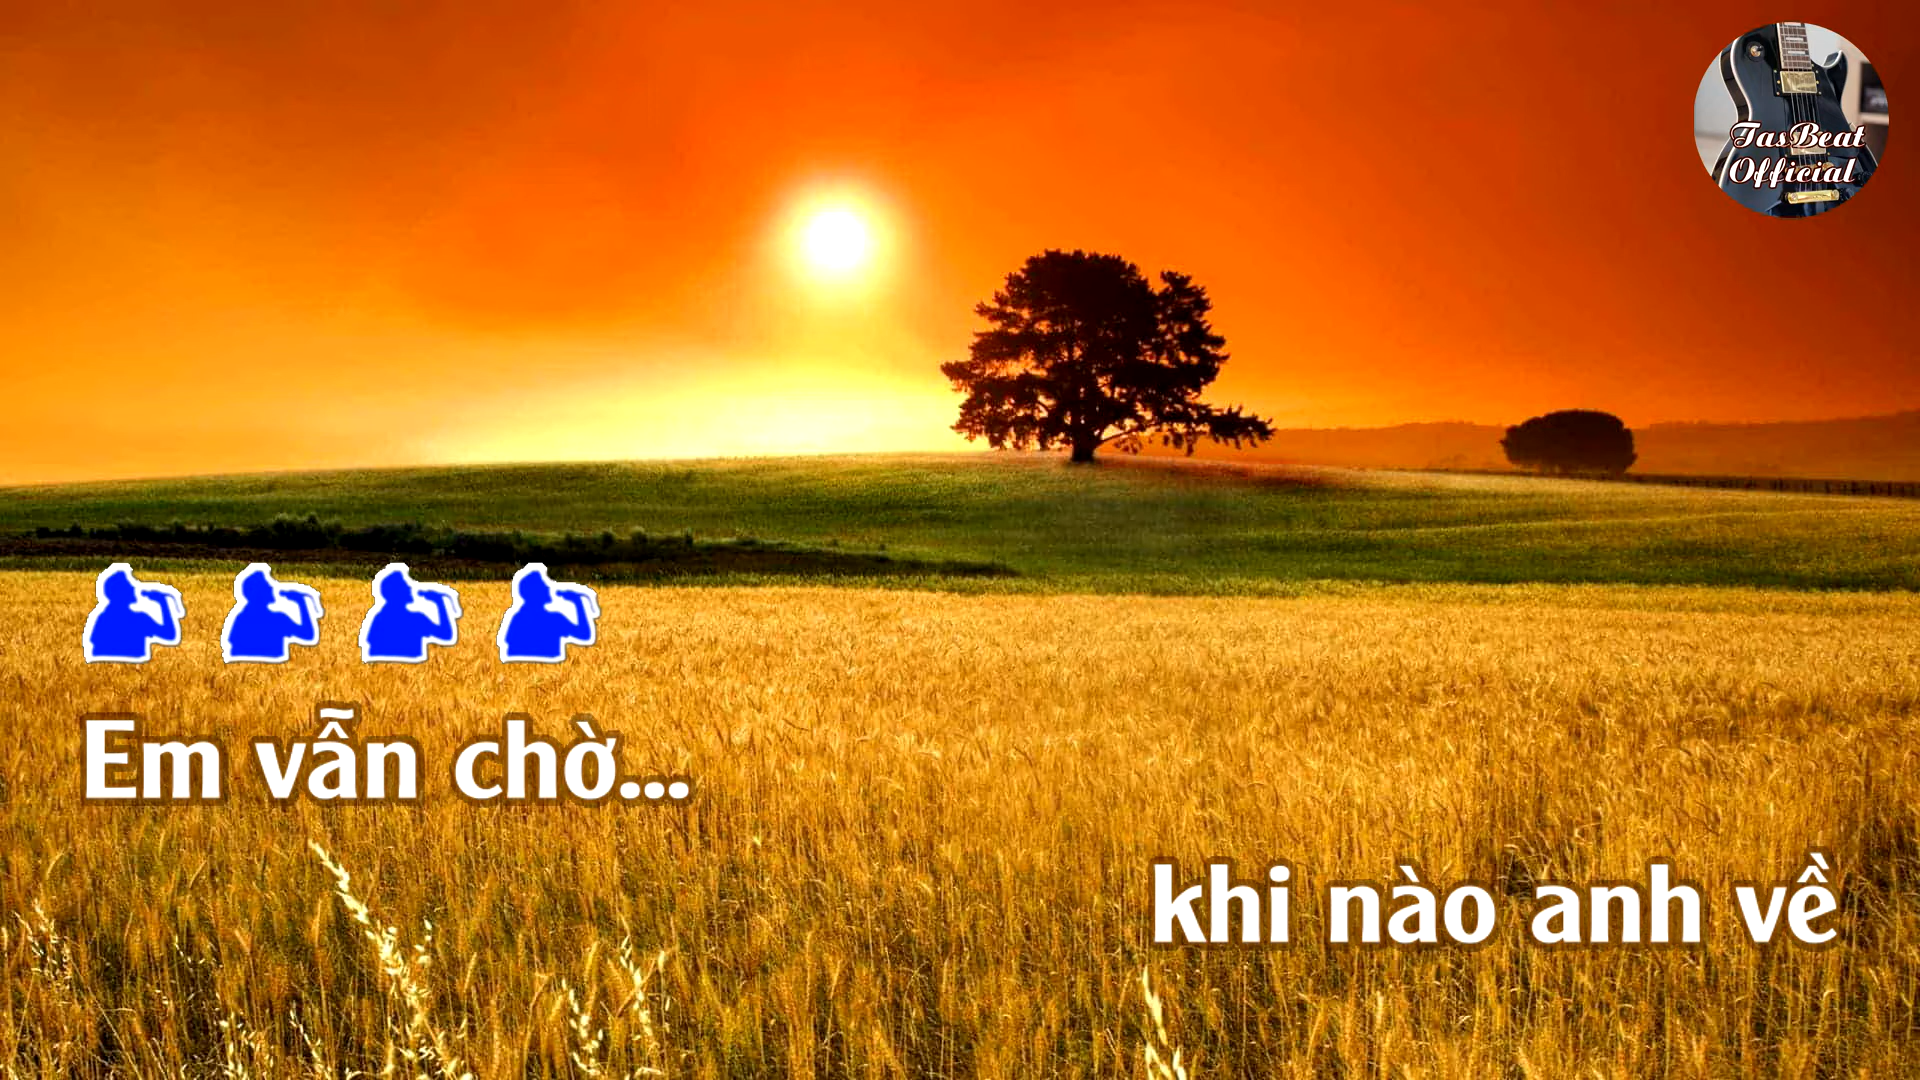 TasBeat
Official
Em vẫn chờ...
khi nào anh về